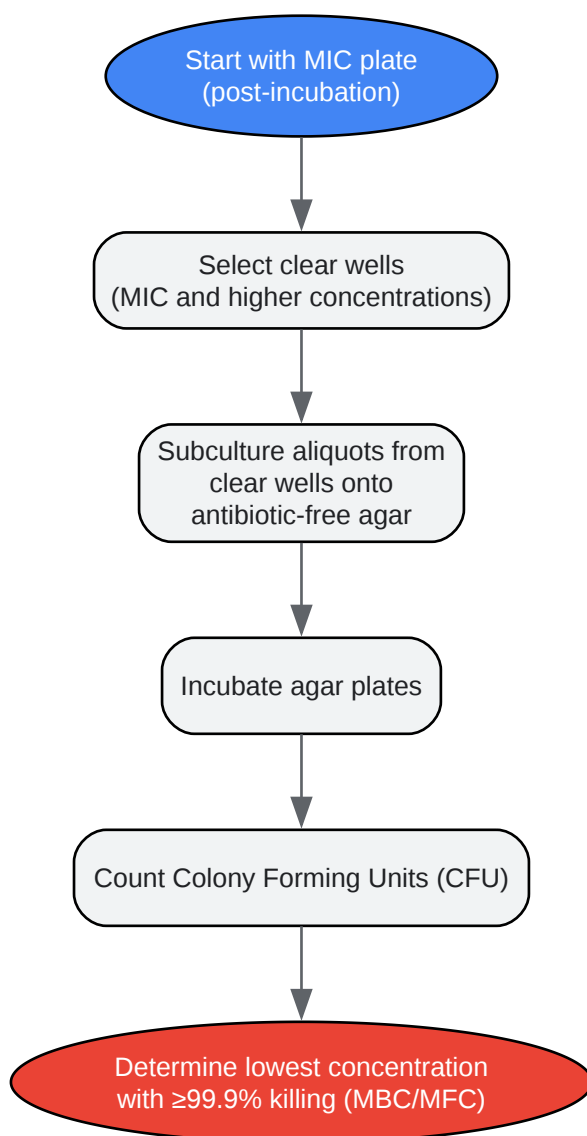 Start with MIC plate
(post-incubation)
Select clear wells
(MIC and higher concentrations)
Subculture aliquots from
clear wells onto
antibiotic-free agar
Incubate agar plates
Count Colony Forming Units (CFU)
Determine lowest concentration
with ≥99.9% killing (MBC/MFC)